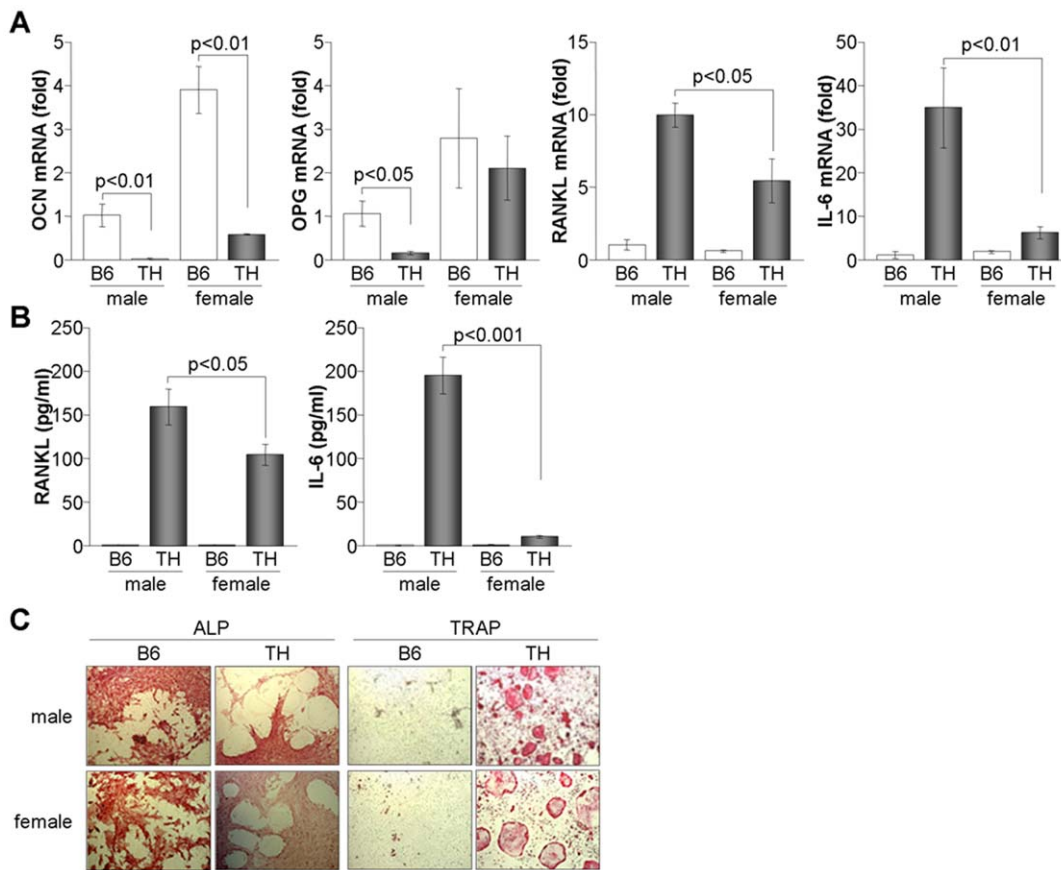 A
OCN mRNA (fold)
5
4
3
2
1
0
p<0.01
p<0.01
B6 TH B6 TH
male female
OPG mRNA (fold)
5
4
3
2
1
0
p<0.05
B6 TH B6 TH
male female
RANKL mRNA (fold)
15
10
5
0
p<0.05
B6 TH B6 TH
male female
IL-6 mRNA (fold)
50
40
30
20
10
0
p<0.01
B6 TH B6 TH
male female
B
RANKL (pg/ml)
250
200
150
100
50
0
p<0.05
B6 TH B6 TH
male female
IL-6 (pg/ml)
250
200
150
100
50
0
p<0.001
B6 TH B6 TH
male female
C
ALP TRAP
B6 TH B6 TH
male
female